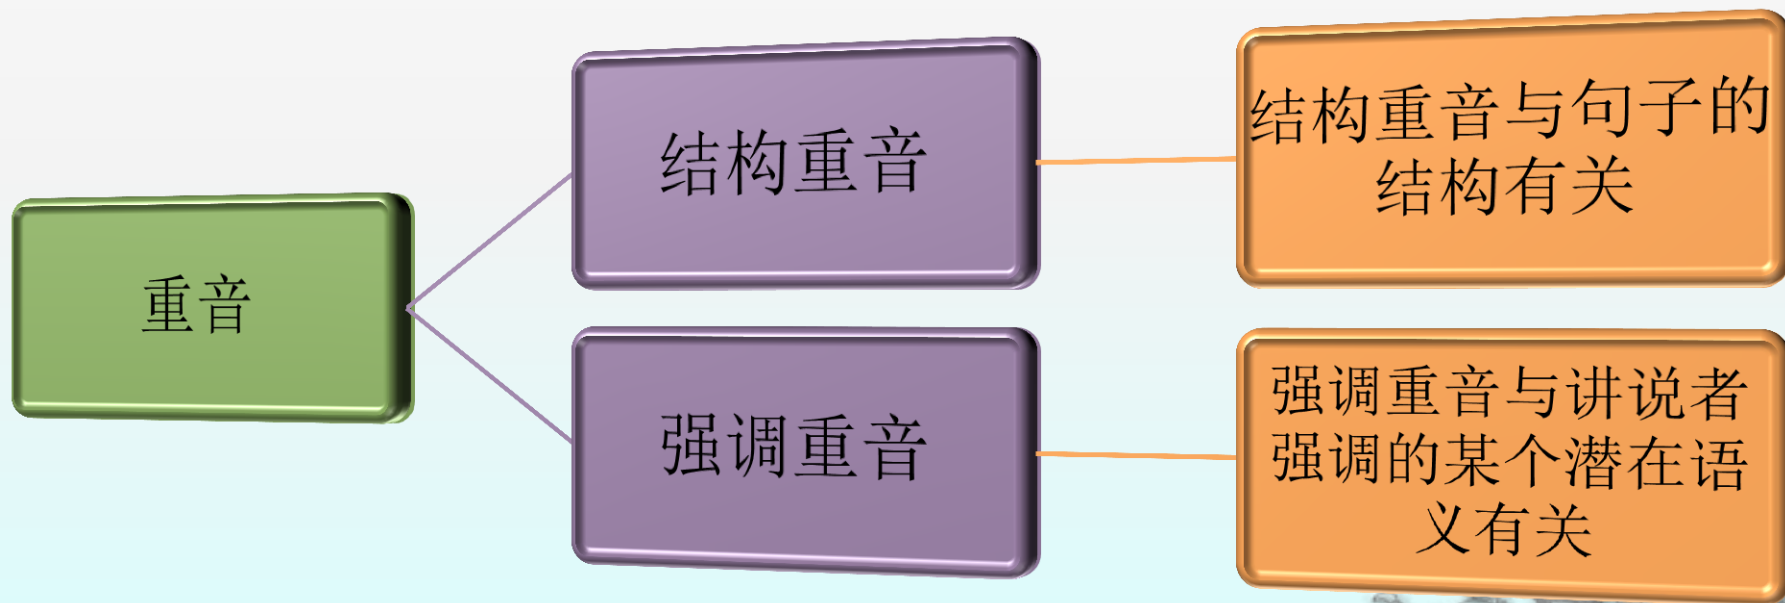 重音
结构重音
结构重音与句子的
结构有关
强调重音
强调重音与讲说者
强调的某个潜在语
义有关